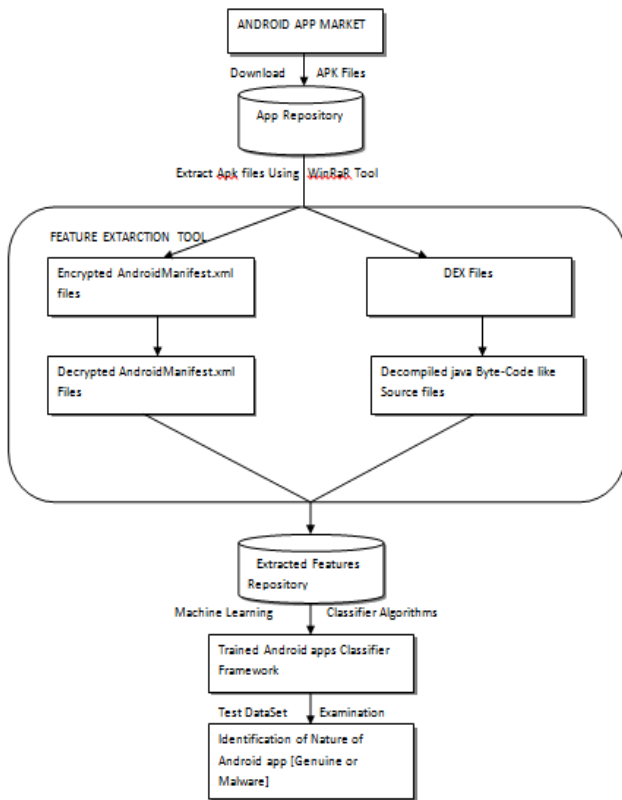 ANDROID APP MARKET
Download APK Files
App Repository
Extract Apk files Using WinRaR Tool
FEATURE EXTARCTION TOOL
Encrypted AndroidManifest.xml
files
DEX Files
Decrypted AndroidManifest.xml
Files
Decompiled java Byte-Code like
Source files
Extracted Features
Repository
Machine Learning Classifier Algorithms
Trained Android apps Classifier
Framework
Test DataSet Examination
Identification of Nature of
Android app [Genuine or
Malware]